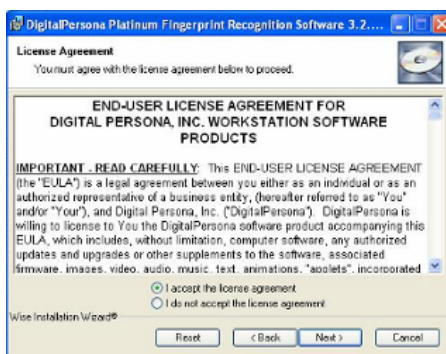 DigitalPersona Platinum Fingerprint Recognition Software 3.2....
License Agreement
You must agree with the license agreement below to proceed.
END-USER LICENSE AGREEMENT FOR
DIGITAL PERSONA, INC. WORKSTATION SOFTWARE
PRODUCTS
IMPORTANT - READ CAREFULLY: This END-USER LICENSE AGREEMENT
(the "EULA") is a legal agreement between you either as an individual or as an
authorized representative of a business entity, (hereafter referred to as "You"
and/or "Your"), and Digital Persona, Inc. ("DigitalPersona"). DigitalPersona is
willing to license to You the DigitalPersona software product accompanying this
EULA, which includes, without limitation, computer software, any authorized
updates and upgrades or other supplements to the software, associated
firmware, images, video, audio, music, text, animations, "applets", incorporated
I accept the license agreement
I do not accept the license agreement
Wise Installation Wizard®
Reset
< Back
Next >
Cancel